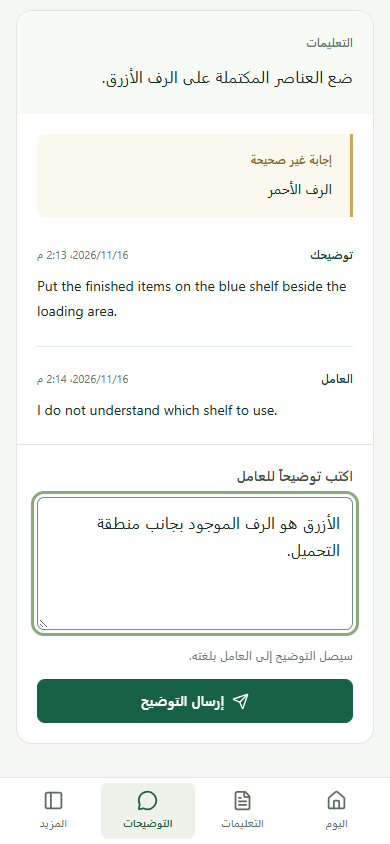 التعليمات
ضع العناصر المكتملة على الرف الأزرق.
إجابة غير صحيحة
الرف الأحمر
توضيحك
2026/11/16، 2:13 م
Put the finished items on the blue shelf beside the
loading area.
العامل
2026/11/16، 2:14 م
I do not understand which shelf to use.
اكتب توضيحاً للعامل
الأزرق هو الرف الموجود بجانب منطقة
التحميل.
سيصل التوضيح إلى العامل بلغته.
إرسال التوضيح
اليوم
التعليمات
التوضيحات
المزيد